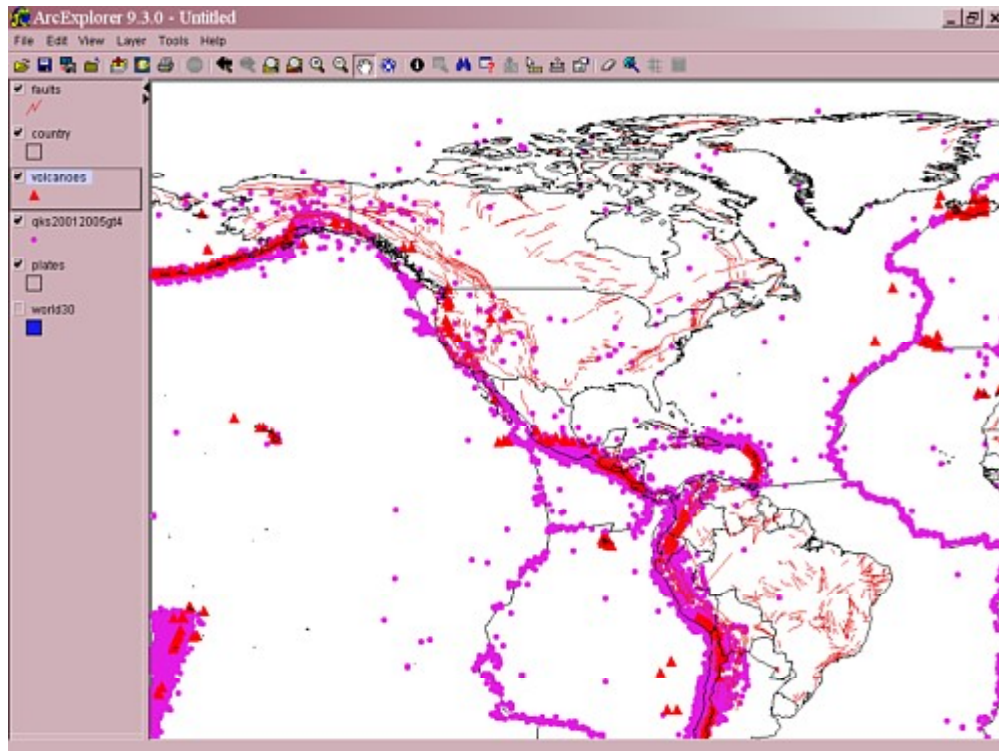 ArcExplorer 9.3.0 - Untitled
File Edit View Layer Tools Help
faults
country
volcanoes
qks20012005gt4
plates
world30